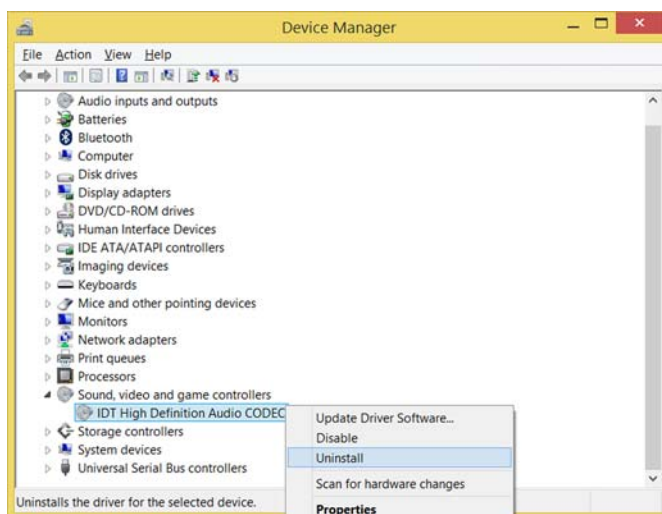 Device Manager
File Action View Help
Audio inputs and outputs
Batteries
Bluetooth
Computer
Disk drives
Display adapters
DVD/CD-ROM drives
Human Interface Devices
IDE ATA/ATAPI controllers
Imaging devices
Keyboards
Mice and other pointing devices
Monitors
Network adapters
Print queues
Processors
Sound, video and game controllers
IDT High Definition Audio CODEC
Update Driver Software...
Storage controllers
Disable
System devices
Uninstall
Universal Serial Bus controllers
Scan for hardware changes
Uninstalls the driver for the selected device.
Properties